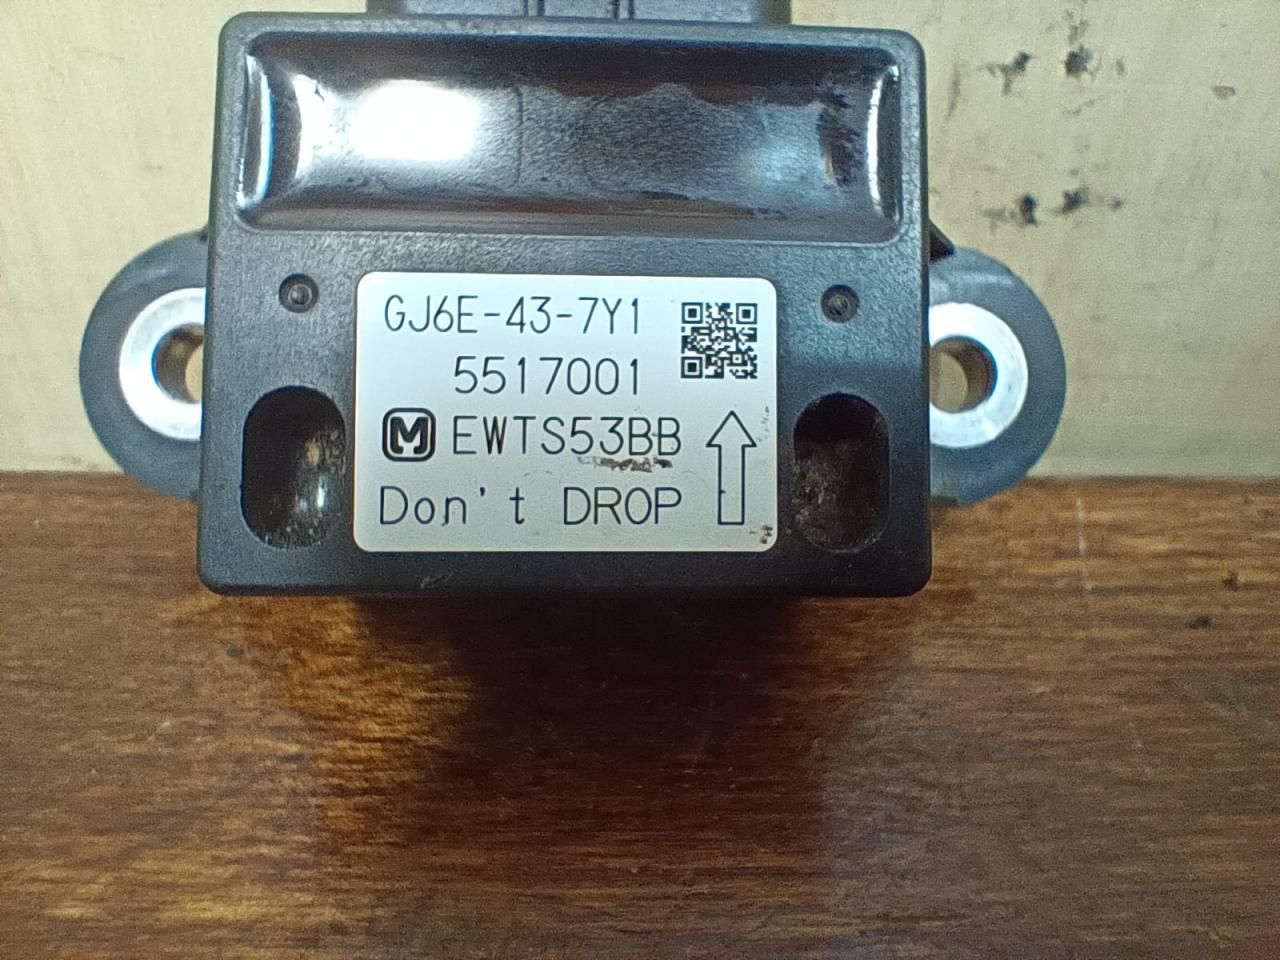 GJ6E-43-7Y1
5517001
M EWTS53BB
Don't DROP